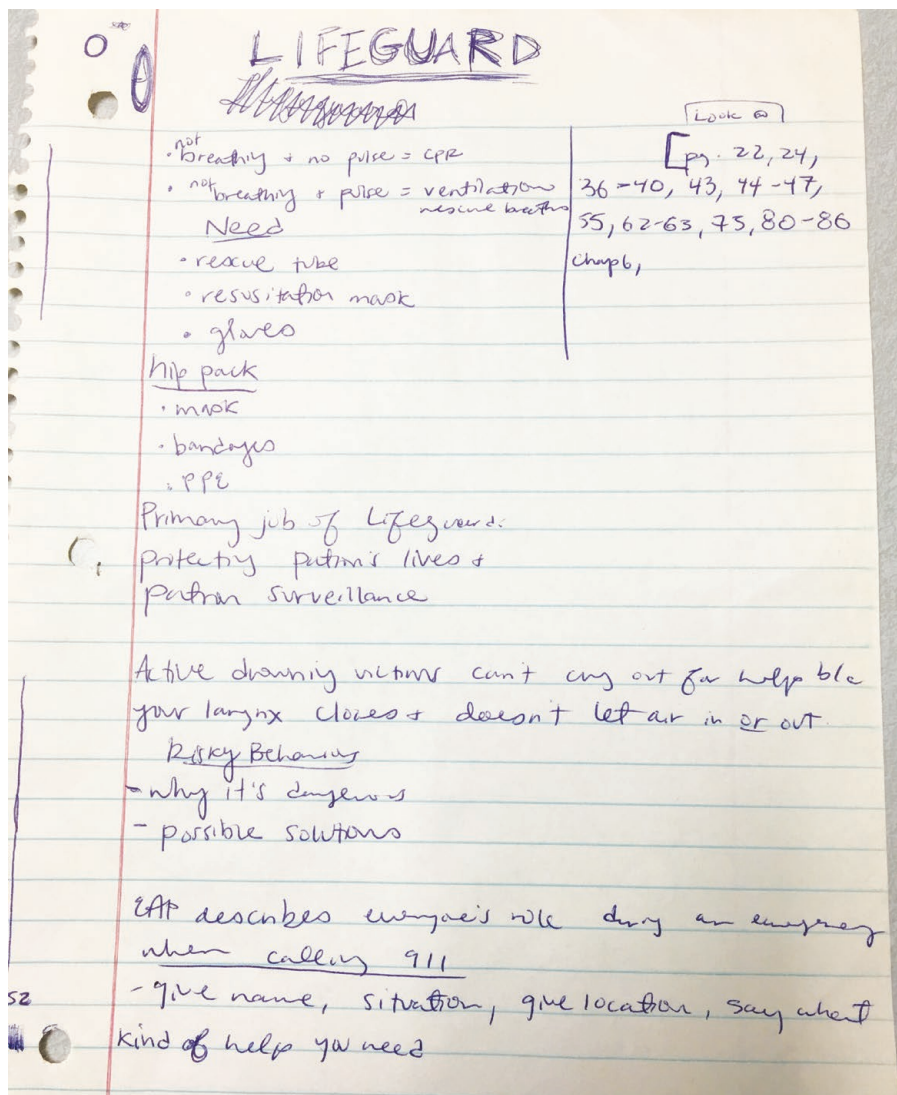 LIFEGUARD
• not breathing + no pulse = CPR
• not breathing + pulse = ventilation
rescue breaths
Need
• rescue tube
• resusitation mask
• gloves
Look @
[pg. 22, 24,
36-40, 43, 44-47,
55, 62-63, 75, 80-86
Chap 6,
hip pack
• mask
• bandages
• PPE
Primary job of Lifeguard:
protecting patron's lives +
patron surveillance
Active drowning victims can't cry out for help b/c
your larynx closes + doesn't let air in or out
Risky Behaviors
- why it's dangerous
- possible solutions
EAP describes everyone's role during an emergency
when calling 911
- give name, situation, give location, say what
kind of help you need
52